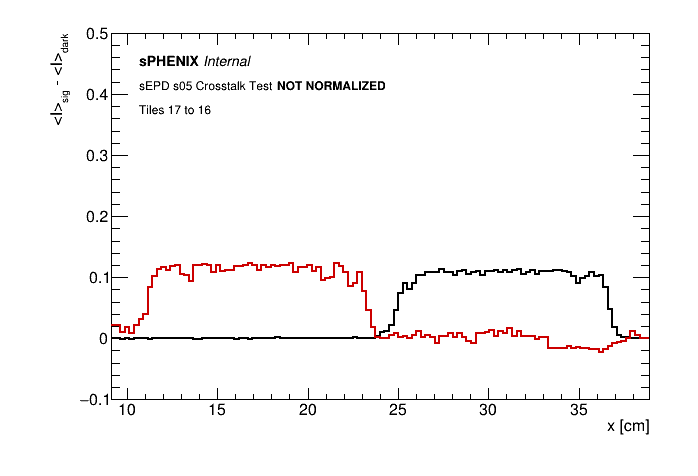 0.5
<I>sig - <I>dark
sPHENIX Internal
sEPD s05 Crosstalk Test NOT NORMALIZED
Tiles 17 to 16
0.4
0.3
0.2
0.1
0
−0.1
10 15 20 25 30 35
x [cm]